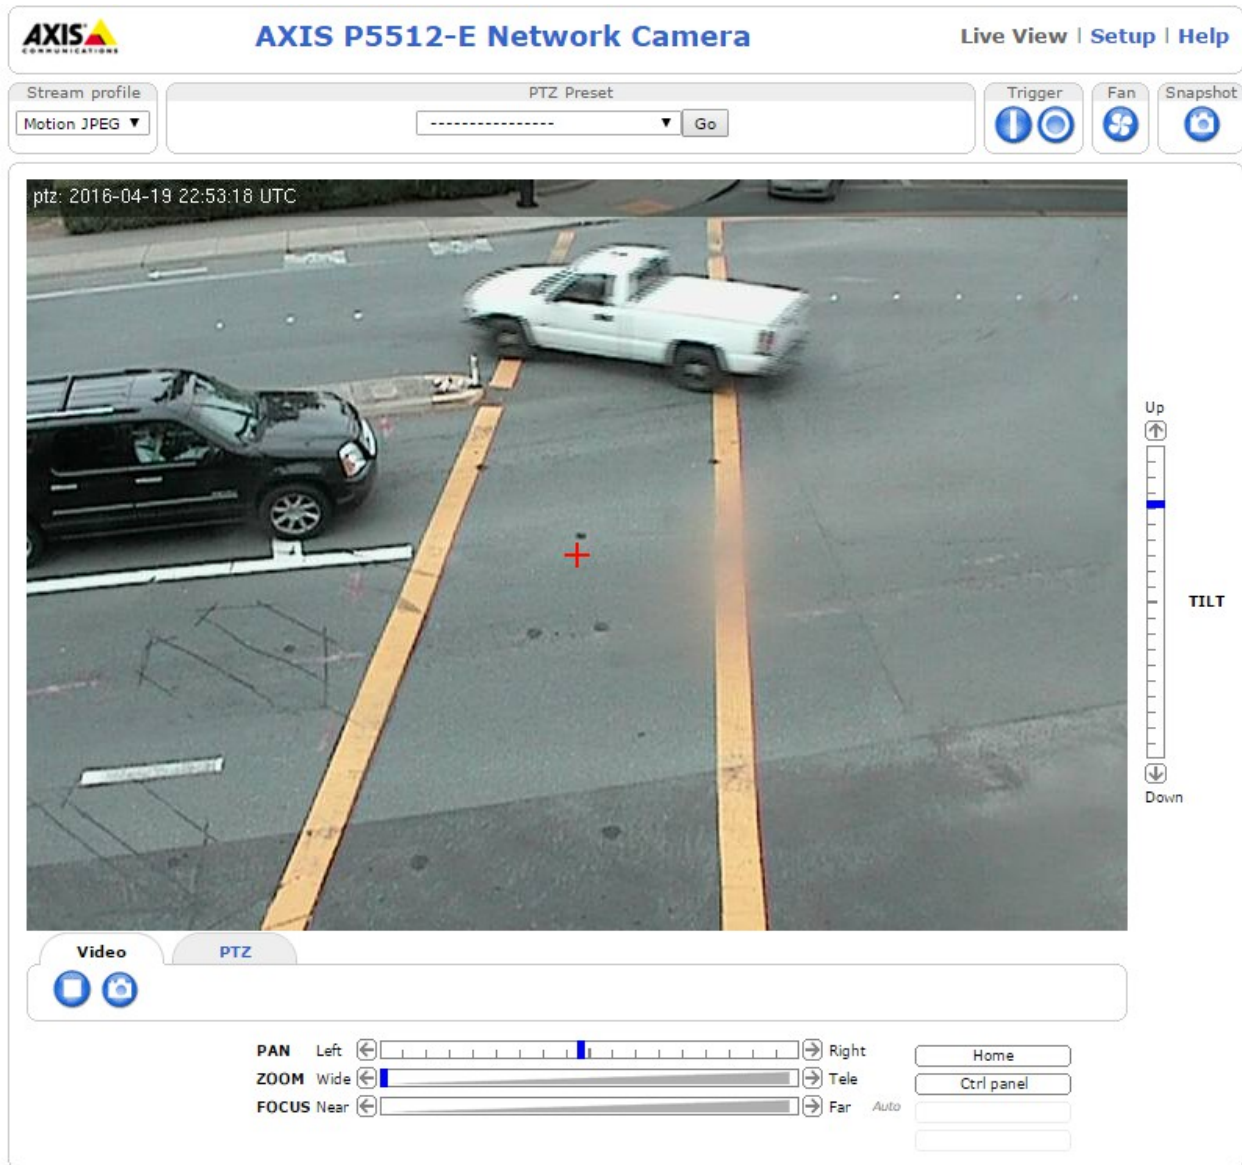 AXIS
COMMUNICATIONS
AXIS P5512-E Network Camera
Live View | Setup | Help
Stream profile
Motion JPEG ▼
PTZ Preset
---------------- ▼ Go
Trigger
Fan
Snapshot
ptz: 2016-04-19 22:53:18 UTC
Up
TILT
Down
Video
PTZ
PAN Left Right
ZOOM Wide Tele
FOCUS Near Far Auto
Home
Ctrl panel